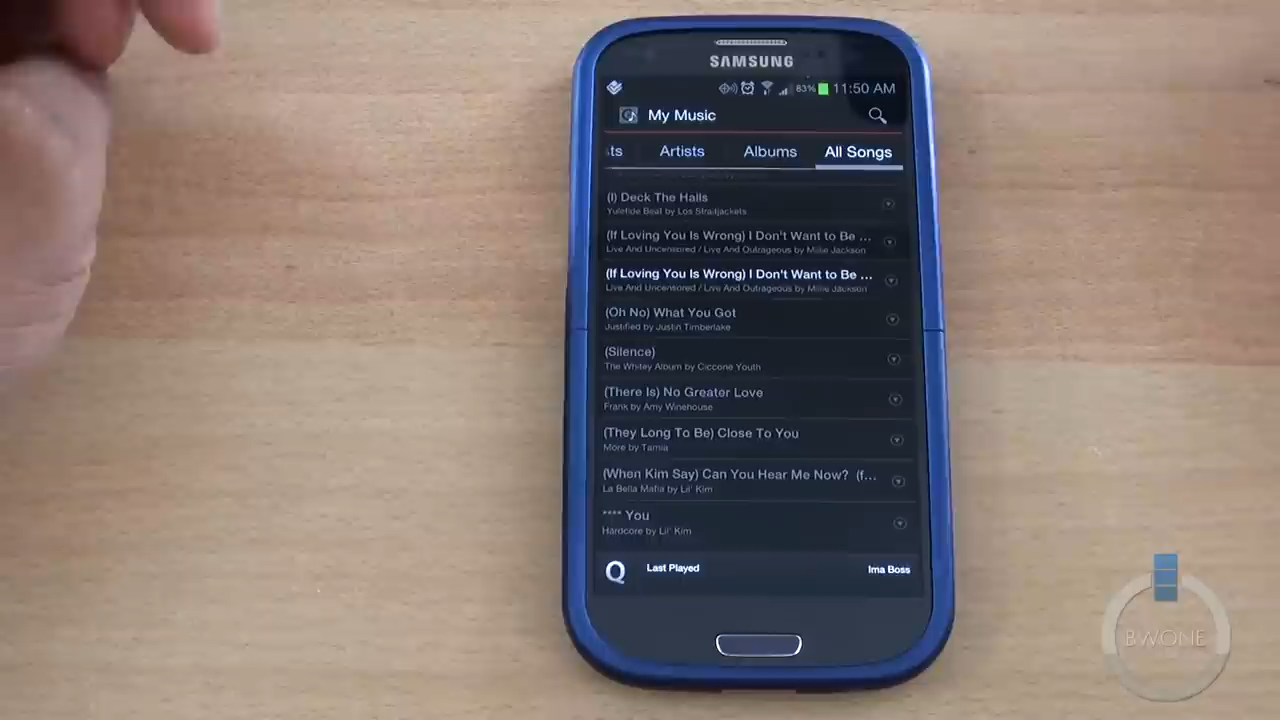 SAMSUNG
83% 11:50 AM
My Music
ts Artists Albums All Songs
(I) Deck The Halls
Yuletide Beat by Los Straitjackets
(If Loving You Is Wrong) I Don't Want to Be ...
Live And Uncensored / Live And Outrageous by Millie Jackson
(If Loving You Is Wrong) I Don't Want to Be ...
Live And Uncensored / Live And Outrageous by Millie Jackson
(Oh No) What You Got
Justified by Justin Timberlake
(Silence)
The Whitey Album by Ciccone Youth
(There Is) No Greater Love
Frank by Amy Winehouse
(They Long To Be) Close To You
More by Tamia
(When Kim Say) Can You Hear Me Now? (f...
La Bella Mafia by Lil' Kim
**** You
Hardcore by Lil' Kim
Q Last Played Ima Boss
BWONE